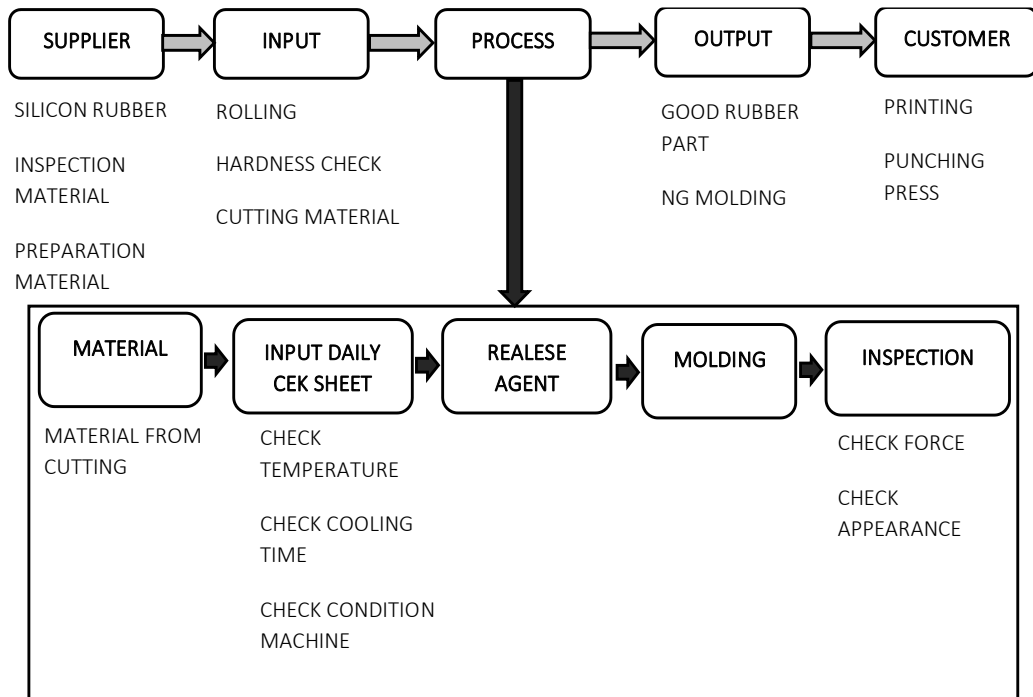 SUPPLIER
INPUT
PROCESS
OUTPUT
CUSTOMER
SILICON RUBBER
INSPECTION
MATERIAL
PREPARATION
MATERIAL
ROLLING
HARDNESS CHECK
CUTTING MATERIAL
GOOD RUBBER
PART
NG MOLDING
PRINTING
PUNCHING
PRESS
MATERIAL
INPUT DAILY
CEK SHEET
REALESE
AGENT
MOLDING
INSPECTION
MATERIAL FROM
CUTTING
CHECK
TEMPERATURE
CHECK COOLING
TIME
CHECK CONDITION
MACHINE
CHECK FORCE
CHECK
APPEARANCE